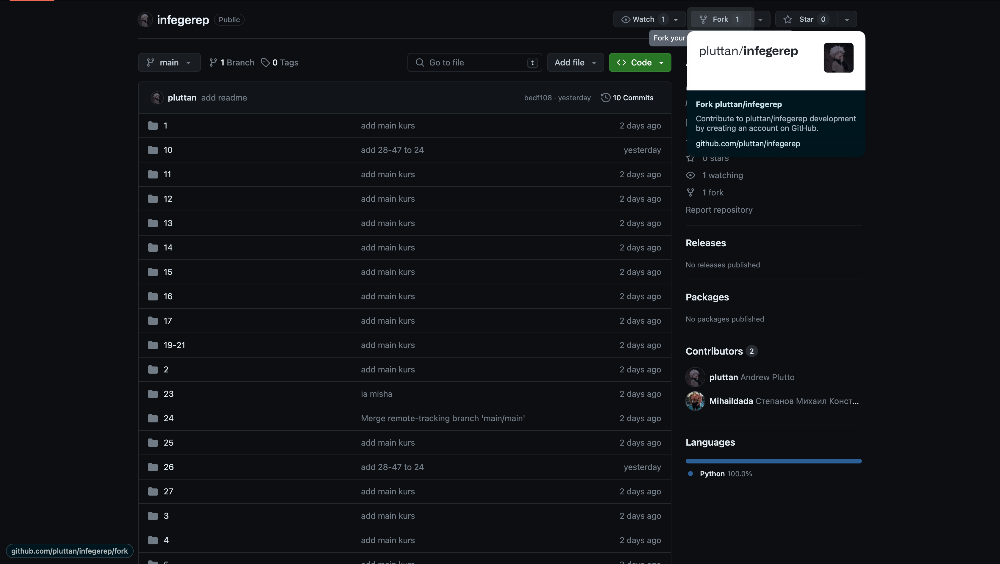 infegerep Public
Watch 1
Fork 1
Star 0
Fork your
pluttan/infegerep
Fork pluttan/infegerep
Contribute to pluttan/infegerep development
by creating an account on GitHub.
github.com/pluttan/infegerep
main
1 Branch
0 Tags
Go to file t
Add file
<> Code
pluttan add readme bedf108 · yesterday 10 Commits
1 add main kurs 2 days ago
10 add 28-47 to 24 yesterday
11 add main kurs 2 days ago
12 add main kurs 2 days ago
13 add main kurs 2 days ago
14 add main kurs 2 days ago
15 add main kurs 2 days ago
16 add main kurs 2 days ago
17 add main kurs 2 days ago
19-21 add main kurs 2 days ago
2 add main kurs 2 days ago
23 ia misha 2 days ago
24 Merge remote-tracking branch 'main/main' 2 days ago
25 add main kurs 2 days ago
26 add 28-47 to 24 yesterday
27 add main kurs 2 days ago
3 add main kurs 2 days ago
4 add main kurs 2 days ago
0 stars
1 watching
1 fork
Report repository
Releases
No releases published
Packages
No packages published
Contributors 2
pluttan Andrew Plutto
Mihaildada Степанов Михаил Конст...
Languages
Python 100.0%
github.com/pluttan/infegerep/fork